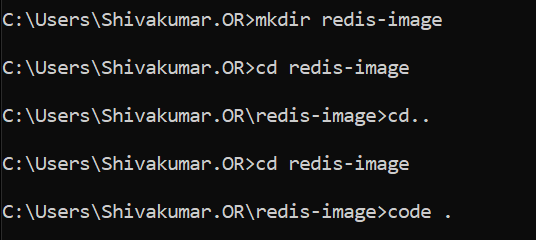 C:\Users\Shivakumar.OR>mkdir redis-image
C:\Users\Shivakumar.OR>cd redis-image
C:\Users\Shivakumar.OR\redis-image>cd..
C:\Users\Shivakumar.OR>cd redis-image
C:\Users\Shivakumar.OR\redis-image>code .